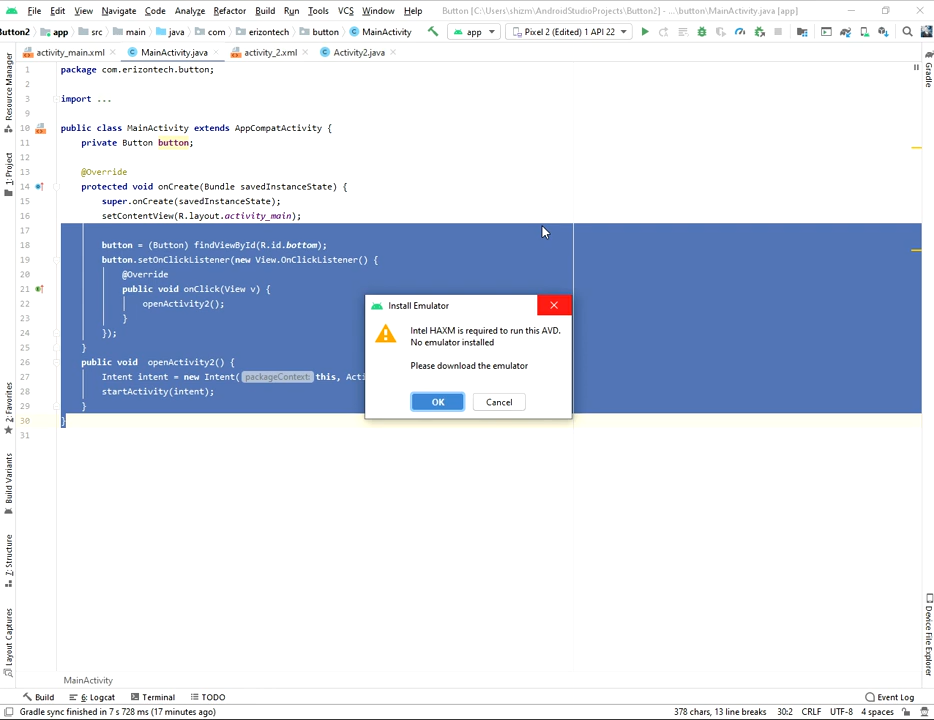 File Edit View Navigate Code Analyze Refactor Build Run Tools VCS Window Help Button [C:\Users\shizm\AndroidStudioProjects\Button2] - ...\button\MainActivity.java [app]
Button2 app src main java com erizontech button MainActivity app Pixel 2 (Edited) 1 API 22
activity_main.xml MainActivity.java activity_2.xml Activity2.java
Resource Manager
1: Project
2: Favorites
Build Variants
Z: Structure
Layout Captures
Gradle
Device File Explorer
1 package com.erizontech.button;
2
3 import ...
9
10 public class MainActivity extends AppCompatActivity {
11 private Button button;
12
13 @Override
14 protected void onCreate(Bundle savedInstanceState) {
15 super.onCreate(savedInstanceState);
16 setContentView(R.layout.activity_main);
17
18 button = (Button) findViewById(R.id.bottom);
19 button.setOnClickListener(new View.OnClickListener() {
20 @Override
21 public void onClick(View v) {
22 openActivity2();
23 }
24 });
25 }
26 public void openActivity2() {
27 Intent intent = new Intent( packageContext: this, Acti
28 startActivity(intent);
29 }
30 }
31
Install Emulator
Intel HAXM is required to run this AVD.
No emulator installed
Please download the emulator
OK Cancel
MainActivity
Build 6: Logcat Terminal TODO Event Log
Gradle sync finished in 7 s 728 ms (17 minutes ago) 378 chars, 13 line breaks 30:2 CRLF UTF-8 4 spaces